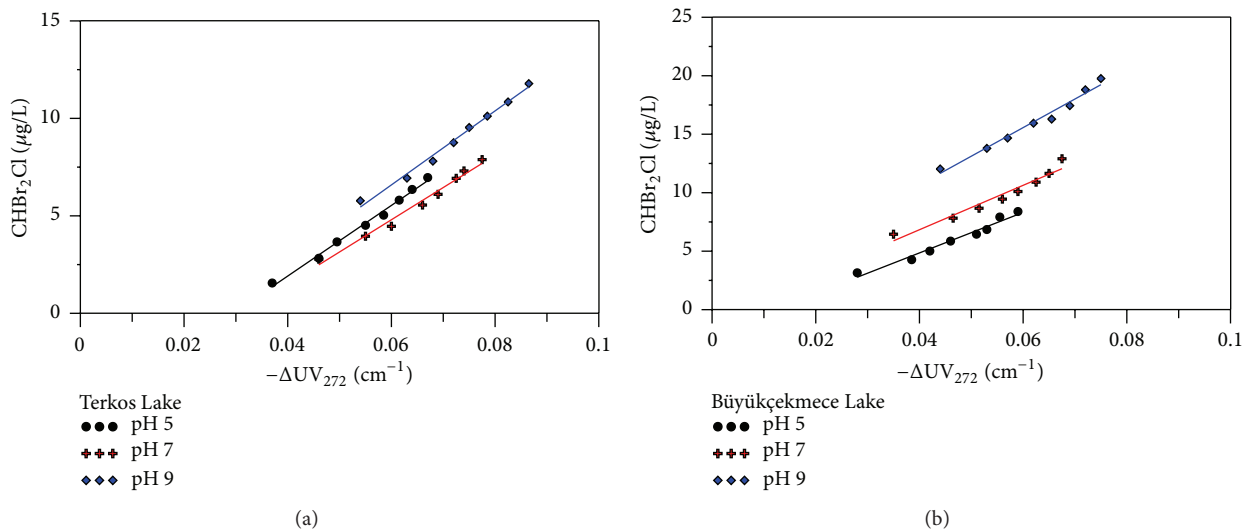 15
10
5
0
CHBr₂Cl (μg/L)
0 0.02 0.04 0.06 0.08 0.1
−ΔUV₂₇₂ (cm⁻¹)
Terkos Lake
pH 5
pH 7
pH 9
(a)
25
20
15
10
5
0
CHBr₂Cl (μg/L)
0 0.02 0.04 0.06 0.08 0.1
−ΔUV₂₇₂ (cm⁻¹)
Büyükçekmece Lake
pH 5
pH 7
pH 9
(b)